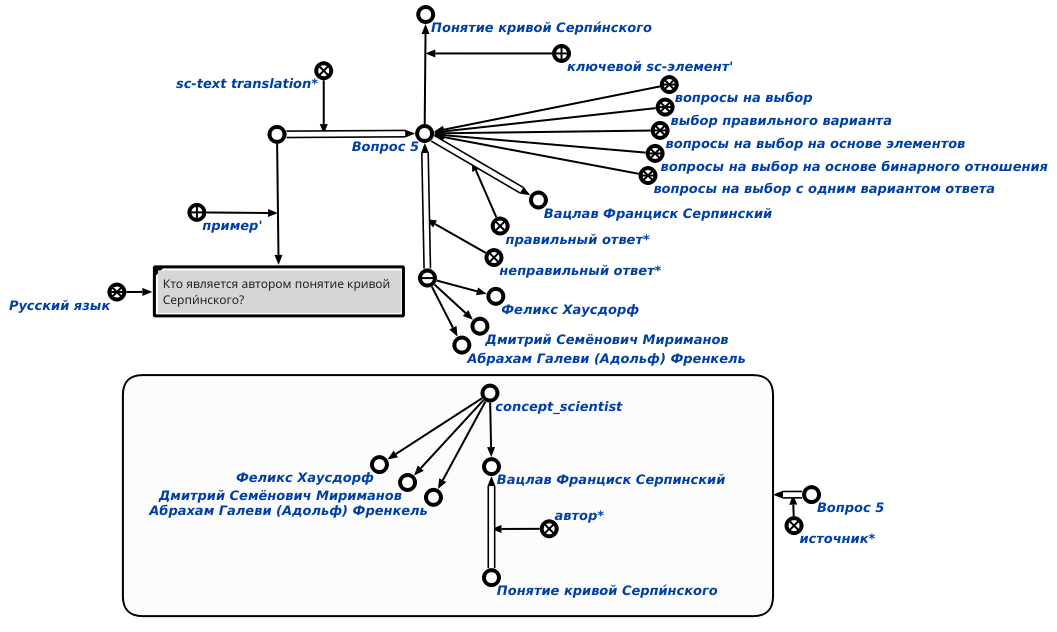 Понятие кривой Серпи́нского
ключевой sc-элемент'
sc-text translation*
вопросы на выбор
выбор правильного варианта
вопросы на выбор на основе элементов
Вопрос 5
вопросы на выбор на основе бинарного отношения
вопросы на выбор с одним вариантом ответа
Вацлав Франциск Серпинский
пример'
правильный ответ*
неправильный ответ*
Кто является автором понятие кривой
Серпи́нского?
Русский язык
Феликс Хаусдорф
Дмитрий Семёнович Мириманов
Абрахам Галеви (Адольф) Френкель
concept_scientist
Феликс Хаусдорф
Вацлав Франциск Серпинский
Дмитрий Семёнович Мириманов
Абрахам Галеви (Адольф) Френкель
автор*
Вопрос 5
источник*
Понятие кривой Серпи́нского